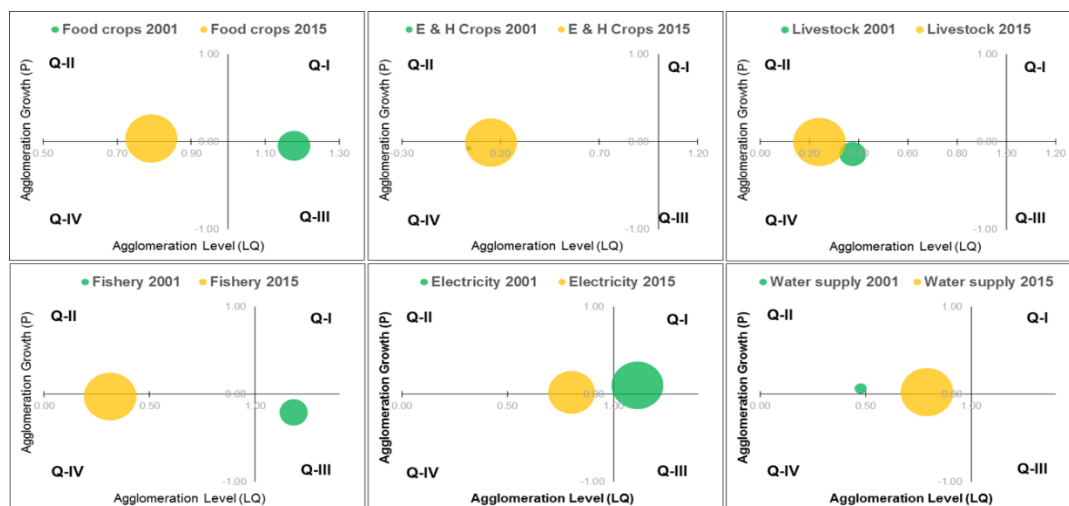 Food crops 2001 Food crops 2015
Agglomeration Growth (P)
1.00
Q-II Q-I
0.00
0.50 0.70 0.90 1.10 1.30
Q-IV Q-III
-1.00
Agglomeration Level (LQ)
E & H Crops 2001 E & H Crops 2015
Agglomeration Growth (P)
1.00
Q-II Q-I
0.00
-0.30 0.20 0.70 1.20
Q-IV Q-III
-1.00
Agglomeration Level (LQ)
Livestock 2001 Livestock 2015
Agglomeration Growth (P)
1.00
Q-II Q-I
0.00
0.00 0.20 0.40 0.60 0.80 1.00 1.20
Q-IV Q-III
-1.00
Agglomeration Level (LQ)
Fishery 2001 Fishery 2015
Agglomeration Growth (P)
1.00
Q-II Q-I
0.00
0.00 0.50 1.00
Q-IV Q-III
-1.00
Agglomeration Level (LQ)
Electricity 2001 Electricity 2015
Agglomeration Growth (P)
1.00
Q-II Q-I
0.00
0.00 0.50 1.00
Q-IV Q-III
-1.00
Agglomeration Level (LQ)
Water supply 2001 Water supply 2015
Agglomeration Growth (P)
1.00
Q-II Q-I
0.00
0.00 0.50 1.00
Q-IV Q-III
-1.00
Agglomeration Level (LQ)